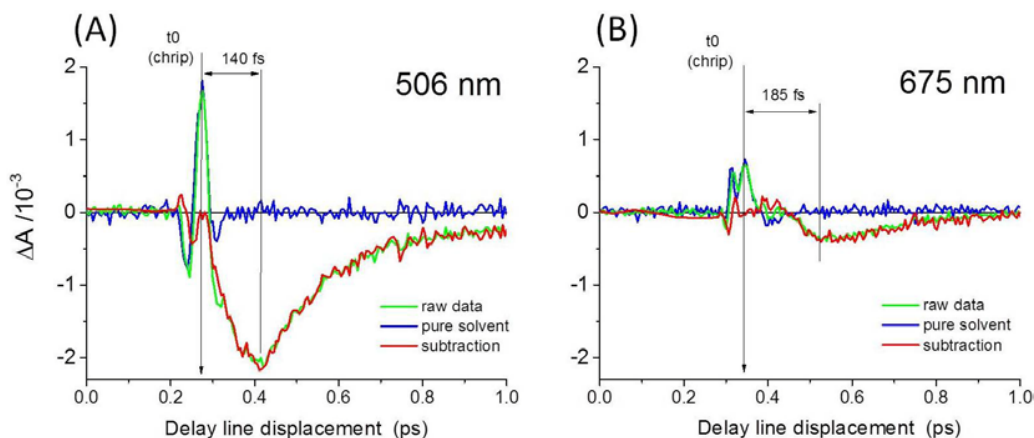 (A)
t0
(chrip)
140 fs
506 nm
2
1
0
-1
-2
ΔA /10-3
0.0 0.2 0.4 0.6 0.8 1.0
Delay line displacement (ps)
raw data
pure solvent
subtraction
(B)
t0
(chrip)
185 fs
675 nm
2
1
0
-1
-2
0.0 0.2 0.4 0.6 0.8 1.0
Delay line displacement (ps)
raw data
pure solvent
subtraction